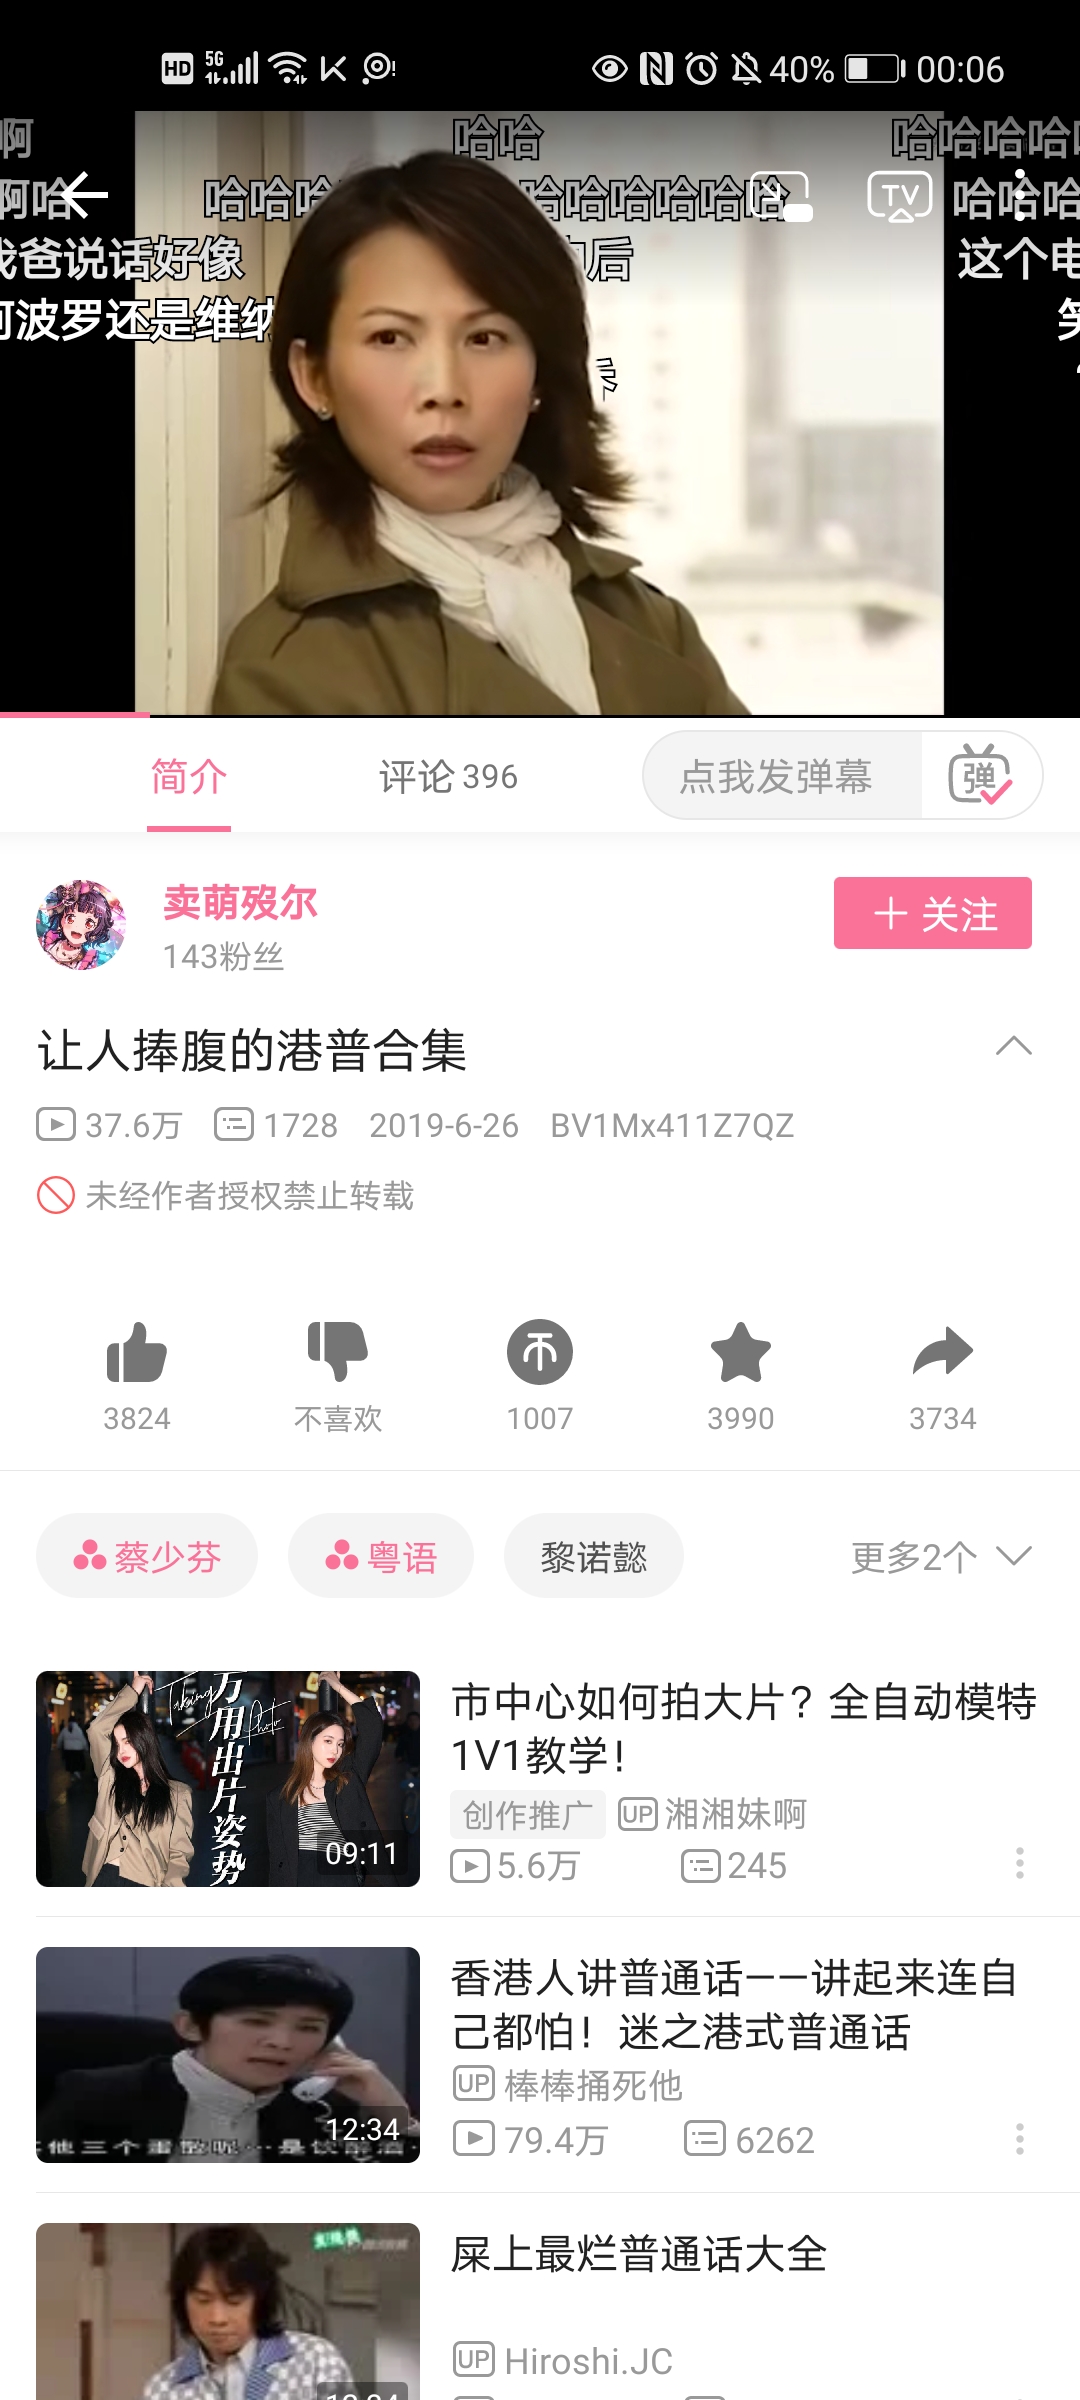 HD 5G 40% 00:06
啊 哈哈 哈哈哈哈
啊哈 哈哈哈 哈哈哈哈哈哈 TV 哈哈哈
爸说话好像 后 这个电
波罗还是维纳 笑
简介 评论 396 点我发弹幕 弹
卖萌殁尔
143粉丝
+ 关注
让人捧腹的港普合集
37.6万 1728 2019-6-26 BV1Mx411Z7QZ
未经作者授权禁止转载
3824 不喜欢 1007 3990 3734
蔡少芬 粤语 黎诺懿 更多2个
Taking Photo
万用出片姿势
09:11
市中心如何拍大片？全自动模特
1V1教学！
创作推广 UP 湘湘妹啊
5.6万 245
12:34
香港人讲普通话——讲起来连自
己都怕！迷之港式普通话
UP 棒棒捅死他
79.4万 6262
屎上最烂普通话大全
UP Hiroshi.JC